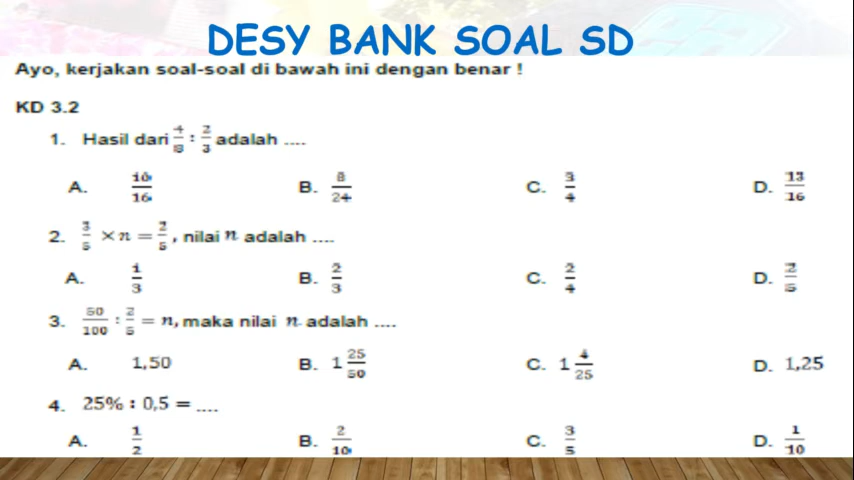 DESY BANK SOAL SD
Ayo, kerjakan soal-soal di bawah ini dengan benar !
KD 3.2
1. Hasil dari 4/8 : 2/3 adalah ....
A. 10/16 B. 8/24 C. 3/4 D. 13/16
2. 3/5 × n = 2/5 , nilai n adalah ....
A. 1/3 B. 2/3 C. 2/4 D. 2/5
3. 50/100 : 2/5 = n, maka nilai n adalah ....
A. 1,50 B. 1 25/50 C. 1 4/25 D. 1,25
4. 25% : 0,5 = ....
A. 1/2 B. 2/10 C. 3/5 D. 1/10